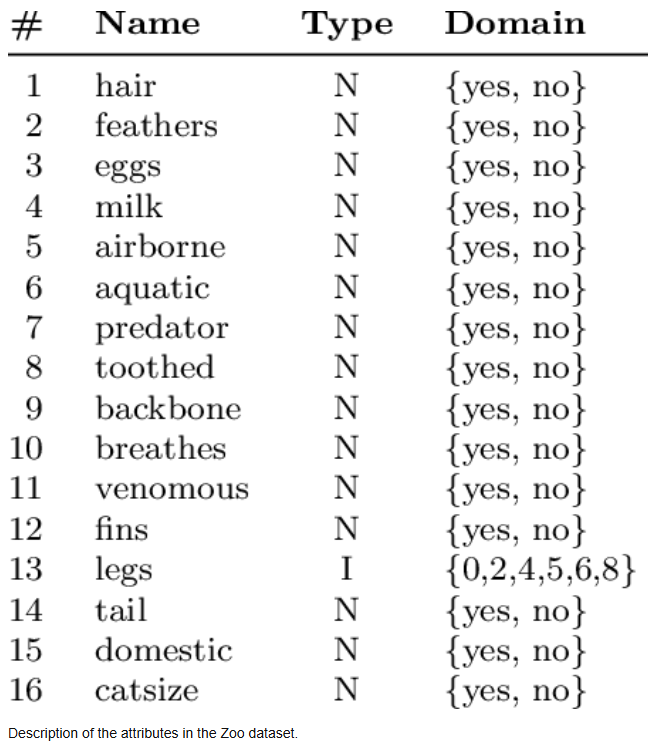 # Name Type Domain
1 hair N {yes, no}
2 feathers N {yes, no}
3 eggs N {yes, no}
4 milk N {yes, no}
5 airborne N {yes, no}
6 aquatic N {yes, no}
7 predator N {yes, no}
8 toothed N {yes, no}
9 backbone N {yes, no}
10 breathes N {yes, no}
11 venomous N {yes, no}
12 fins N {yes, no}
13 legs I {0,2,4,5,6,8}
14 tail N {yes, no}
15 domestic N {yes, no}
16 catsize N {yes, no}
Description of the attributes in the Zoo dataset.